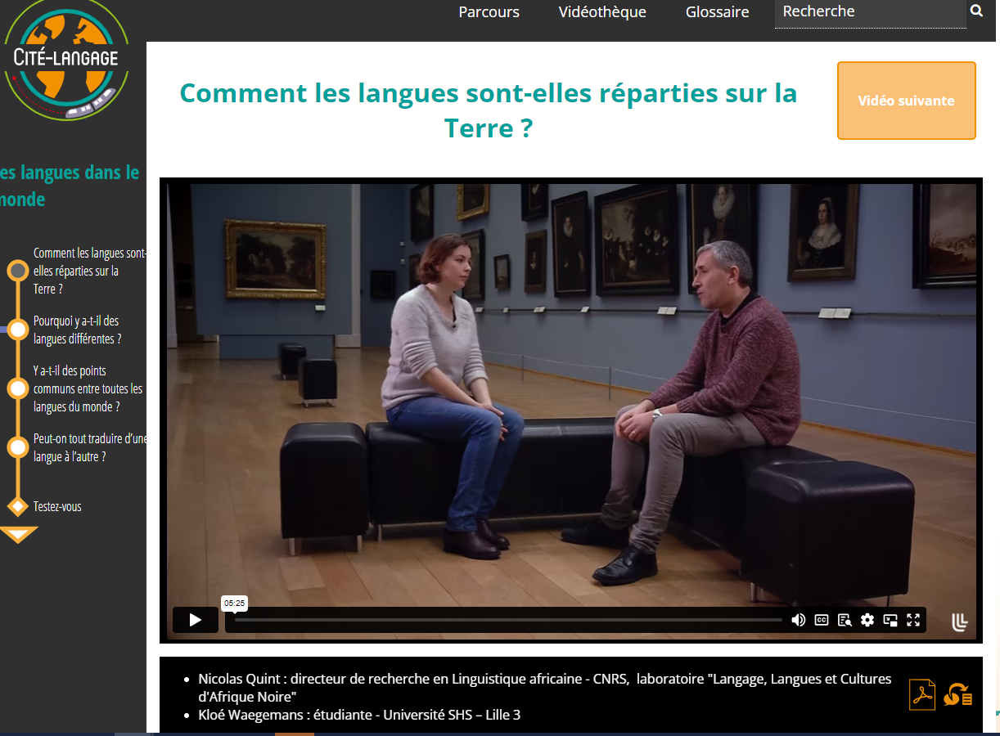 Parcours Vidéothèque Glossaire Recherche
CITÉ-LANGAGE
Comment les langues sont-elles réparties sur la
Terre ?
Vidéo suivante
es langues dans le
monde
Comment les langues sont-
elles réparties sur la
Terre ?
Pourquoi y a-t-il des
langues différentes ?
Y a-t-il des points
communs entre toutes les
langues du monde ?
Peut-on tout traduire d'une
langue à l'autre ?
Testez-vous
05:25
CC
Nicolas Quint : directeur de recherche en Linguistique africaine - CNRS, laboratoire "Langage, Langues et Cultures
d'Afrique Noire"
Kloé Waegemans : étudiante - Université SHS – Lille 3